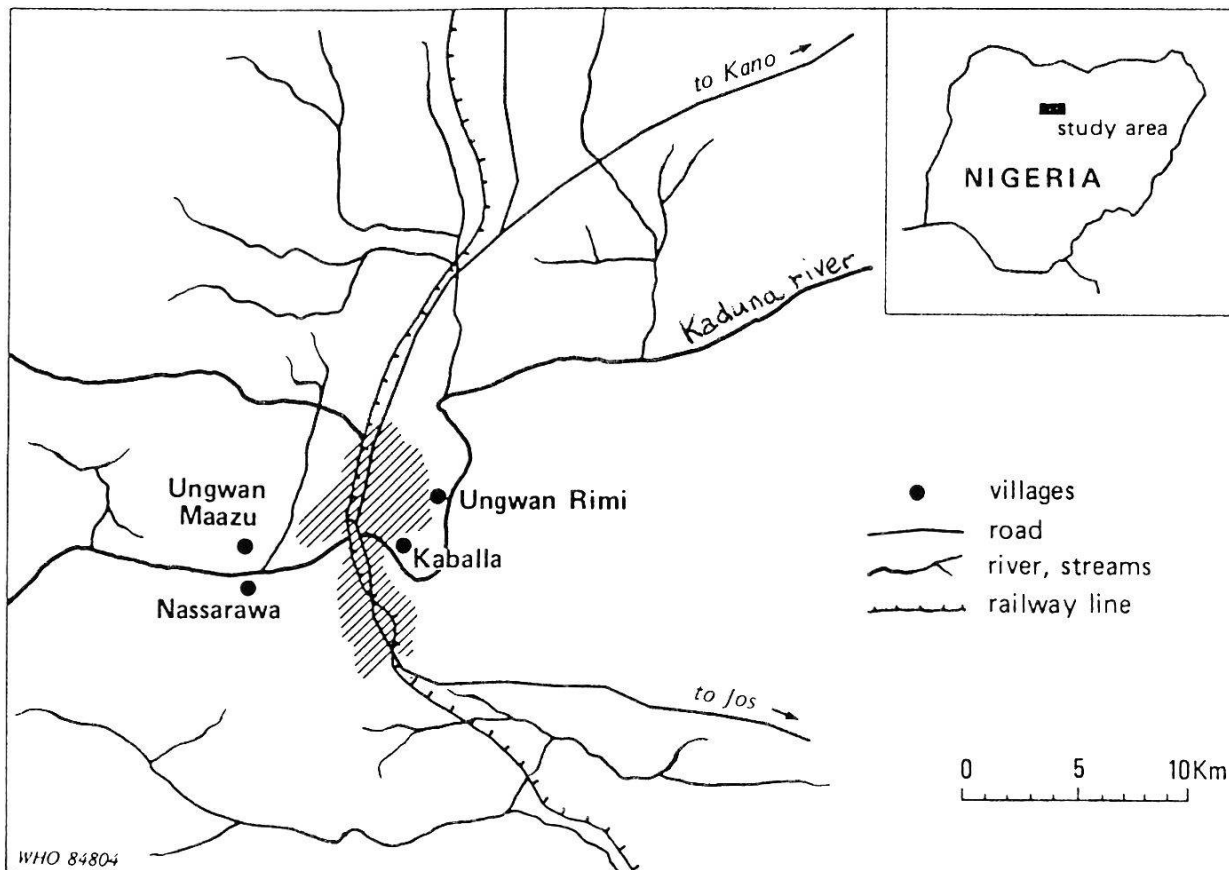 to Kano →
study area
NIGERIA
Kaduna river
Ungwan
Maazu
Ungwan Rimi
Kaballa
Nassarawa
villages
road
river, streams
railway line
to Jos →
0 5 10Km
WHO 84804